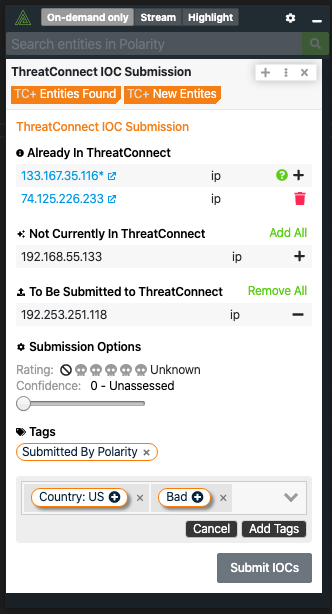 On-demand only Stream Highlight
Search entities in Polarity
ThreatConnect IOC Submission
TC+ Entities Found TC+ New Entites
ThreatConnect IOC Submission
Already In ThreatConnect
133.167.35.116* ip
74.125.226.233 ip
Not Currently In ThreatConnect Add All
192.168.55.133 ip
To Be Submitted to ThreatConnect Remove All
192.253.251.118 ip
Submission Options
Rating: Unknown
Confidence: 0 - Unassessed
Tags
Submitted By Polarity ×
Country: US × Bad ×
Cancel Add Tags
Submit IOCs